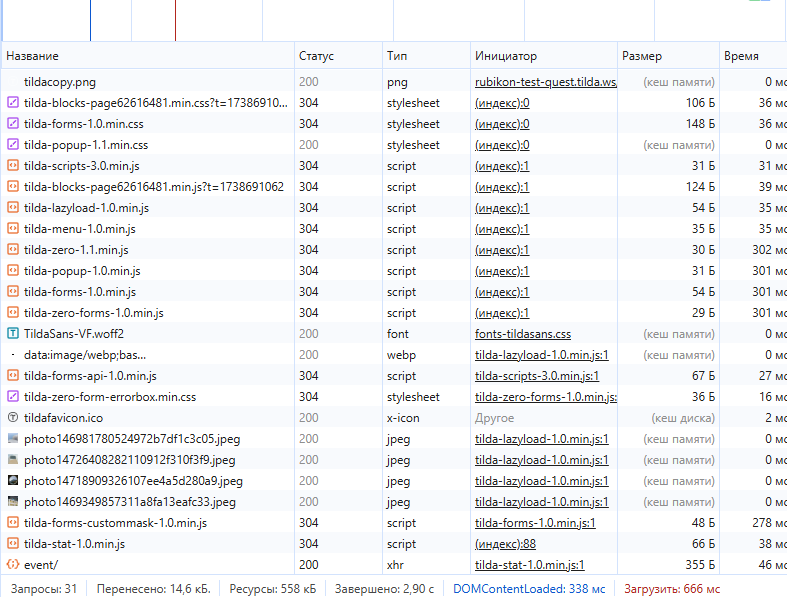 Название Статус Тип Инициатор Размер Время
tildacopy.png 200 png rubikon-test-quest.tilda.ws/ (кеш памяти) 0 мс
tilda-blocks-page62616481.min.css?t=17386910... 304 stylesheet (индекс):0 106 Б 36 мс
tilda-forms-1.0.min.css 304 stylesheet (индекс):0 148 Б 36 мс
tilda-popup-1.1.min.css 200 stylesheet (индекс):0 (кеш памяти) 0 мс
tilda-scripts-3.0.min.js 304 script (индекс):1 31 Б 31 мс
tilda-blocks-page62616481.min.js?t=1738691062 304 script (индекс):1 124 Б 39 мс
tilda-lazyload-1.0.min.js 304 script (индекс):1 54 Б 35 мс
tilda-menu-1.0.min.js 304 script (индекс):1 35 Б 35 мс
tilda-zero-1.1.min.js 304 script (индекс):1 30 Б 302 мс
tilda-popup-1.0.min.js 304 script (индекс):1 31 Б 301 мс
tilda-forms-1.0.min.js 304 script (индекс):1 54 Б 301 мс
tilda-zero-forms-1.0.min.js 304 script (индекс):1 29 Б 301 мс
TildaSans-VF.woff2 200 font fonts-tildasans.css (кеш памяти) 0 мс
data:image/webp;bas... 200 webp tilda-lazyload-1.0.min.js:1 (кеш памяти) 0 мс
tilda-forms-api-1.0.min.js 304 script tilda-scripts-3.0.min.js:1 67 Б 27 мс
tilda-zero-form-errorbox.min.css 304 stylesheet tilda-zero-forms-1.0.min.js: 36 Б 16 мс
tildafavicon.ico 200 x-icon Другое (кеш диска) 2 мс
photo146981780524972b7df1c3c05.jpeg 200 jpeg tilda-lazyload-1.0.min.js:1 (кеш памяти) 0 мс
photo14726408282110912f310f3f9.jpeg 200 jpeg tilda-lazyload-1.0.min.js:1 (кеш памяти) 0 мс
photo14718909326107ee4a5d280a9.jpeg 200 jpeg tilda-lazyload-1.0.min.js:1 (кеш памяти) 0 мс
photo1469349857311a8fa13eafc33.jpeg 200 jpeg tilda-lazyload-1.0.min.js:1 (кеш памяти) 0 мс
tilda-forms-custommask-1.0.min.js 304 script tilda-forms-1.0.min.js:1 48 Б 278 мс
tilda-stat-1.0.min.js 304 script (индекс):88 66 Б 38 мс
event/ 200 xhr tilda-stat-1.0.min.js:1 355 Б 46 мс
Запросы: 31 Перенесено: 14,6 кБ. Ресурсы: 558 кБ Завершено: 2,90 с DOMContentLoaded: 338 мс Загрузить: 666 мс